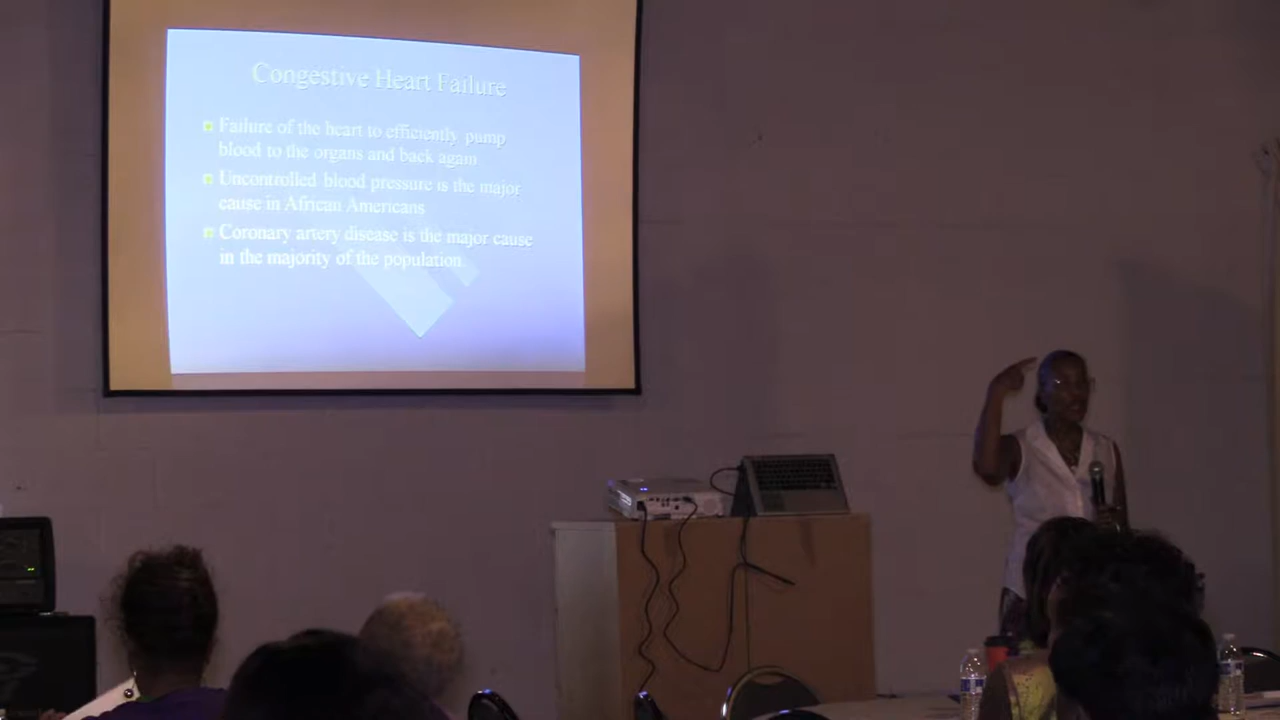 Congestive Heart Failure
Failure of the heart to efficiently pump
blood to the organs and back again
Uncontrolled blood pressure is the major
cause in African Americans
Coronary artery disease is the major cause
in the majority of the population.